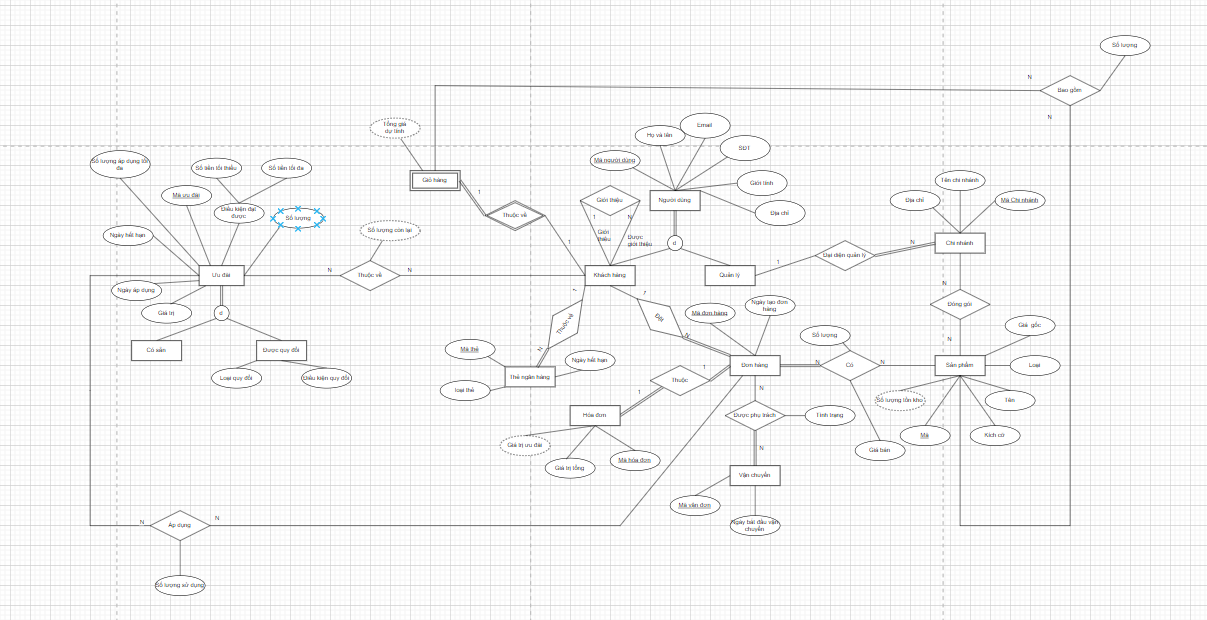 Số lượng
N
Bao gồm
N
Tổng giá
dự tính
Email
Họ và tên
SĐT
Mã người dùng
Số lượng áp dụng tối
đa
Số tiền tối thiểu
Số tiền tối đa
Giỏ hàng
1
Giới tính
Tên chi nhánh
Mã ưu đãi
Giới thiệu
Người dùng
Địa chỉ
Mã Chi nhánh
Điều kiện đạt
được
Số lượng
Thuộc về
1
N
Địa chỉ
Ngày hết hạn
Số lượng còn lại
Giới
thiệu
Được
giới thiệu
1
d
N
Chi nhánh
Đại diện quản lý
1
Ưu đãi
N
Thuộc về
N
Khách hàng
Quản lý
N
Ngày áp dụng
1
1
Giá trị
d
Thuộc về
Đặt
Mã đơn hàng
Ngày tạo đơn
hàng
Đóng gói
Giá gốc
Số lượng
N
N
N
Có sẵn
Được quy đổi
Mã thẻ
Ngày hết hạn
Đơn hàng
N
Có
N
Sản phẩm
Loại
1
Loại quy đổi
Điều kiện quy đổi
Thẻ ngân hàng
Thuộc
loại thẻ
1
N
Số lượng tồn kho
Tên
Hóa đơn
Được phụ trách
Tình trạng
Giá trị ưu đãi
Mã
Kích cỡ
N
Giá bán
Giá trị tổng
Mã hóa đơn
Vận chuyển
Mã vận đơn
N
Áp dụng
N
Ngày bắt đầu vận
chuyển
Số lượng sử dụng